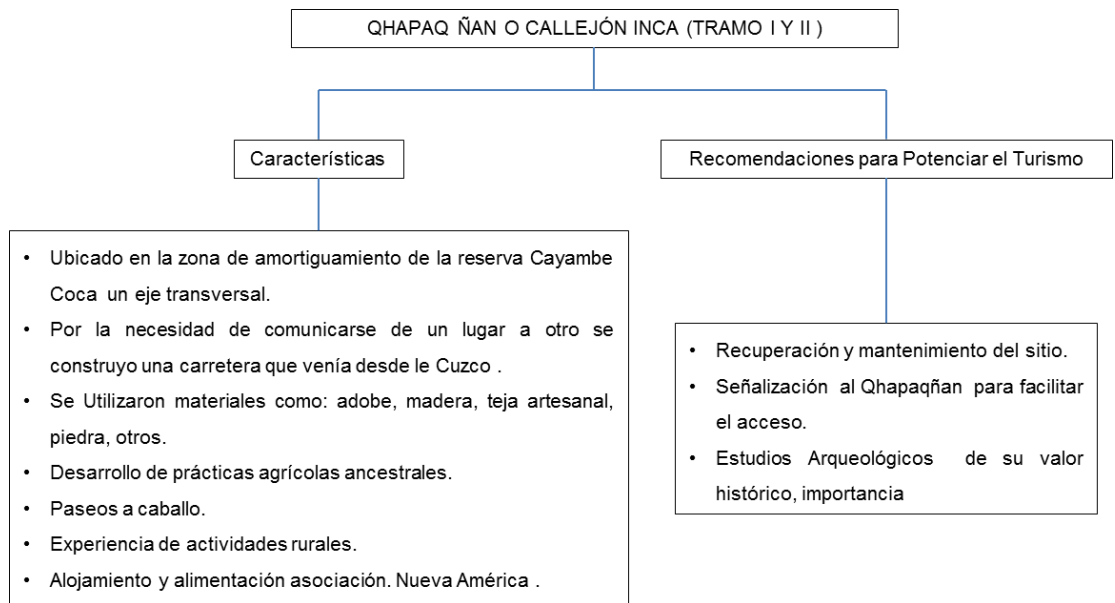 QHAPAQ ÑAN O CALLEJÓN INCA (TRAMO I Y II )
Características
Recomendaciones para Potenciar el Turismo
• Ubicado en la zona de amortiguamiento de la reserva Cayambe
Coca un eje transversal.
• Por la necesidad de comunicarse de un lugar a otro se
construyo una carretera que venía desde le Cuzco .
• Se Utilizaron materiales como: adobe, madera, teja artesanal,
piedra, otros.
• Desarrollo de prácticas agrícolas ancestrales.
• Paseos a caballo.
• Experiencia de actividades rurales.
• Alojamiento y alimentación asociación. Nueva América .
• Recuperación y mantenimiento del sitio.
• Señalización al Qhapaqñan para facilitar
el acceso.
• Estudios Arqueológicos de su valor
histórico, importancia